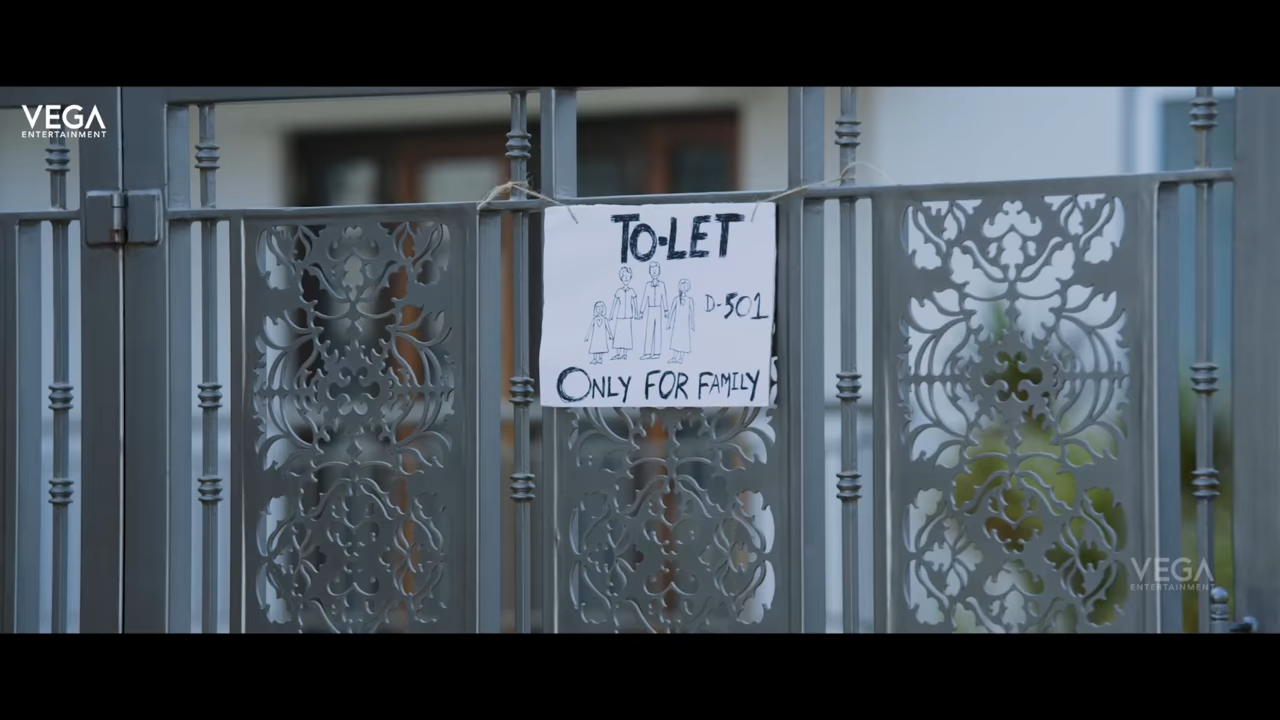 VEGA
ENTERTAINMENT
TO-LET
D-501
ONLY FOR FAMILY
VEGA
ENTERTAINMENT